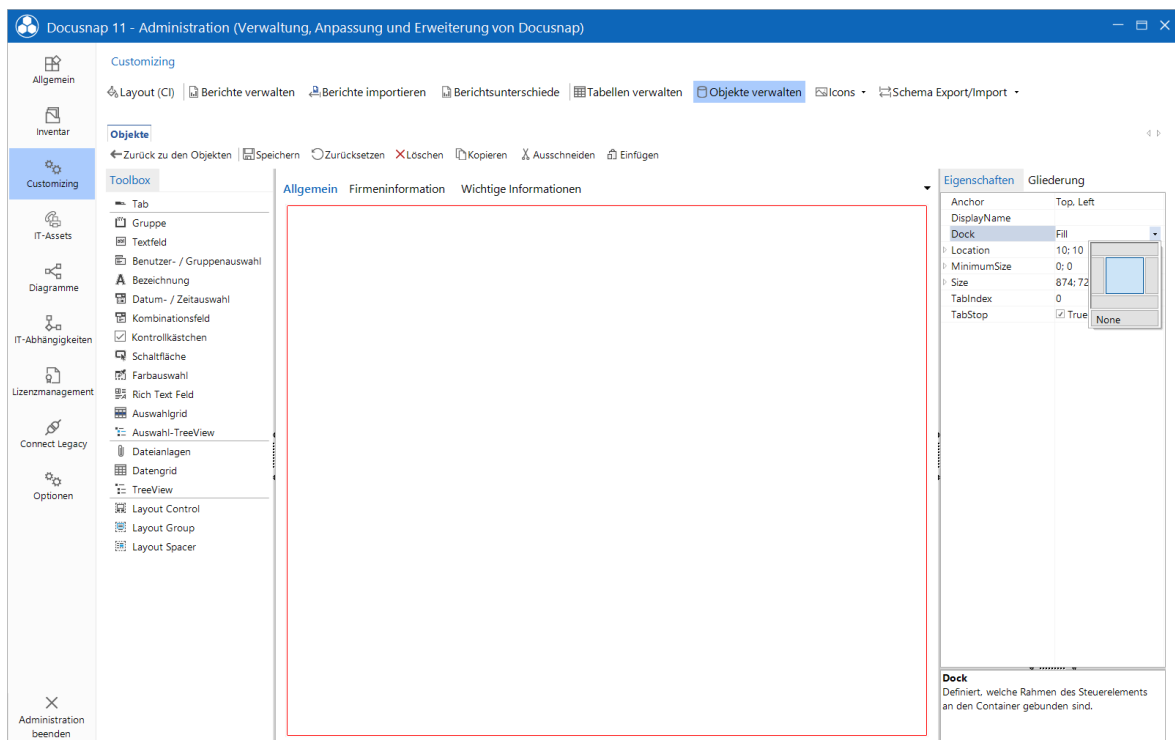 Docusnap 11 - Administration (Verwaltung, Anpassung und Erweiterung von Docusnap)
Allgemein
Inventar
Customizing
IT-Assets
Diagramme
IT-Abhängigkeiten
Lizenzmanagement
Connect Legacy
Optionen
Administration
beenden
Customizing
Layout (CI) Berichte verwalten Berichte importieren Berichtsunterschiede Tabellen verwalten Objekte verwalten Icons Schema Export/Import
Objekte
Zurück zu den Objekten Speichern Zurücksetzen Löschen Kopieren Ausschneiden Einfügen
Toolbox
Tab
Gruppe
Textfeld
Benutzer- / Gruppenauswahl
Bezeichnung
Datum- / Zeitauswahl
Kombinationsfeld
Kontrollkästchen
Schaltfläche
Farbauswahl
Rich Text Feld
Auswahlgrid
Auswahl-TreeView
Dateianlagen
Datengrid
TreeView
Layout Control
Layout Group
Layout Spacer
Allgemein Firmeninformation Wichtige Informationen
Eigenschaften Gliederung
Anchor Top, Left
DisplayName
Dock Fill
Location 10; 10
MinimumSize 0; 0
Size 874; 72
TabIndex 0
TabStop True
None
Dock
Definiert, welche Rahmen des Steuerelements
an den Container gebunden sind.